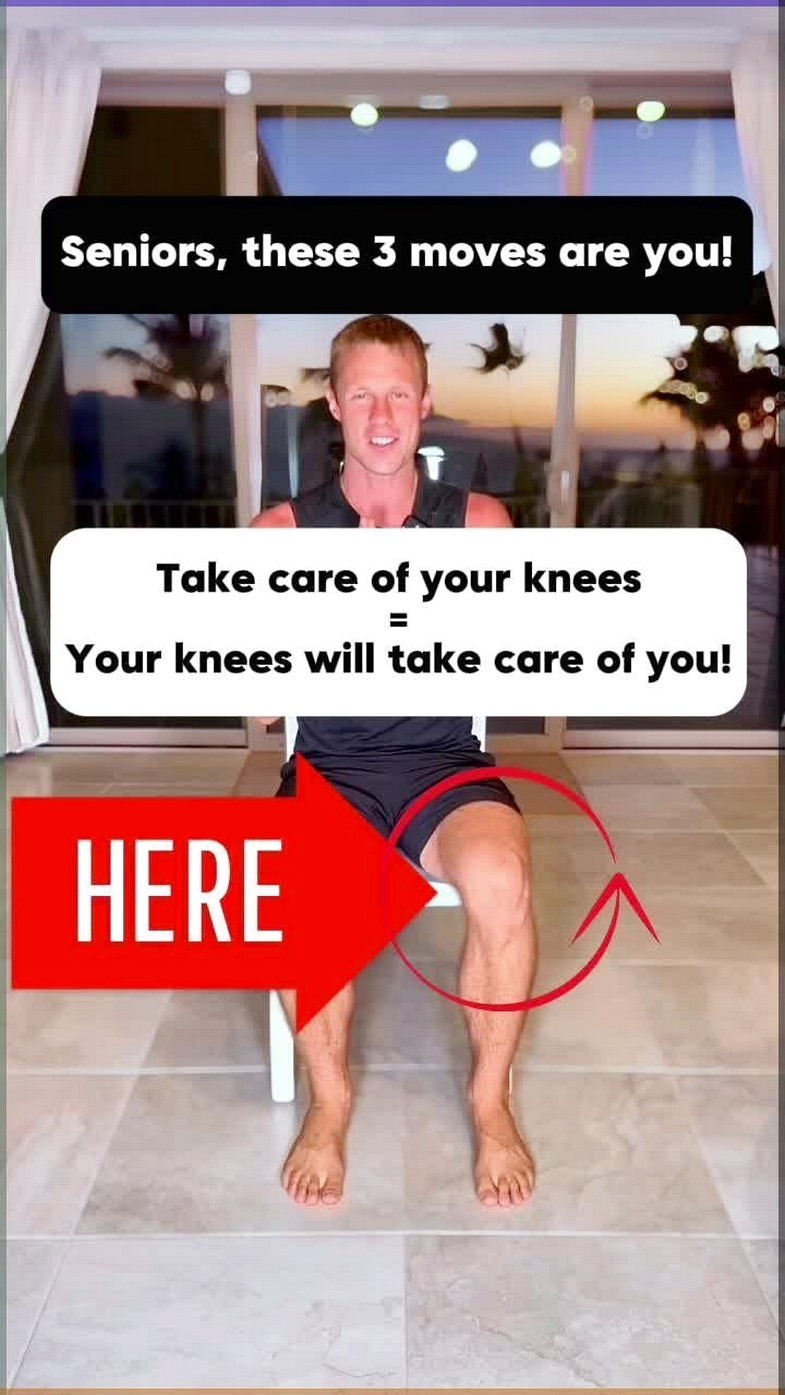 Seniors, these 3 moves are you!
Take care of your knees
=
Your knees will take care of you!
HERE